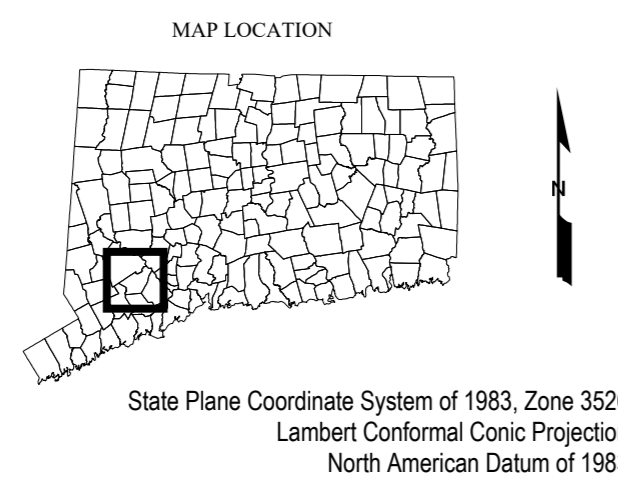 MAP LOCATION
N
State Plane Coordinate System of 1983, Zone 352
Lambert Conformal Conic Projectio
North American Datum of 198